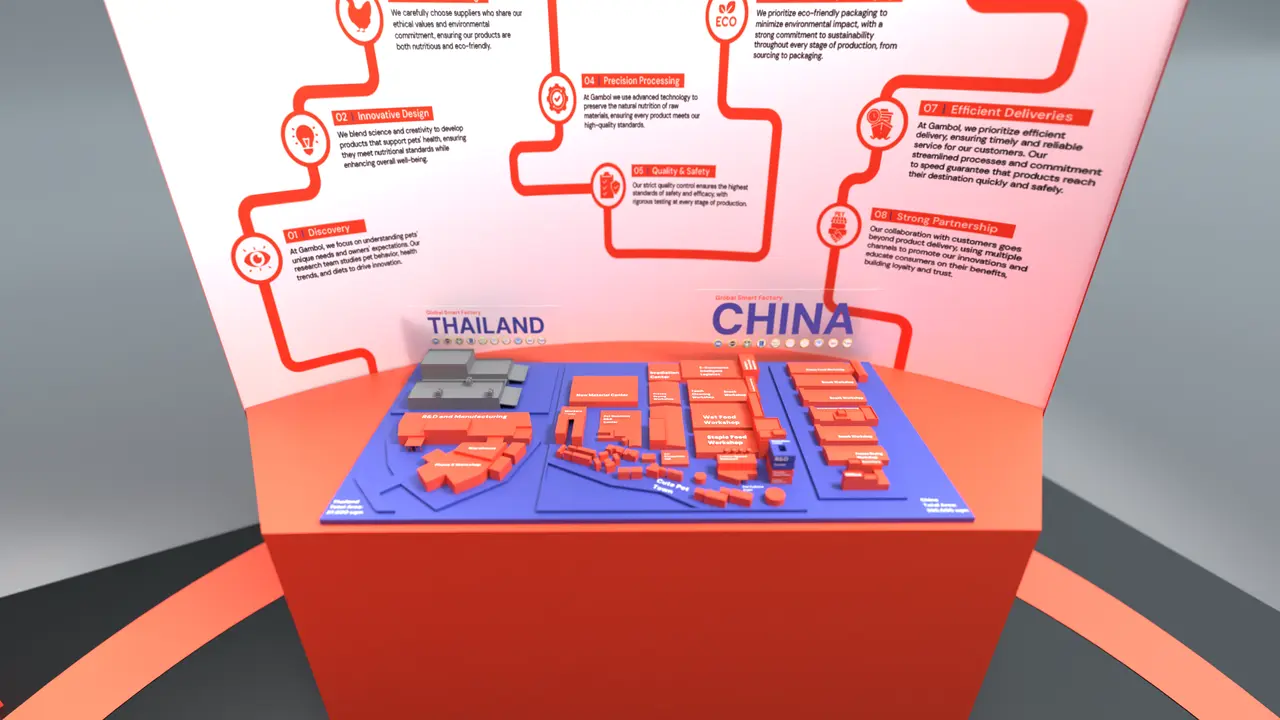 We carefully choose suppliers who share our
ethical values and environmental
commitment, ensuring our products are
both nutritious and eco-friendly.
02 | Innovative Design
We blend science and creativity to develop
products that support pets' health, ensuring
they meet nutritional standards while
enhancing overall well-being.
01 | Discovery
At Gambol, we focus on understanding pets'
unique needs and owners' expectations. Our
research team studies pet behavior, health
trends, and diets to drive innovation.
04 | Precision Processing
At Gambol we use advanced technology to
preserve the natural nutrition of raw
materials, ensuring every product meets our
high-quality standards.
05 | Quality & Safety
Our strict quality control ensures the highest
standards of safety and efficacy, with
rigorous testing at every stage of production.
ECO
We prioritize eco-friendly packaging to
minimize environmental impact, with a
strong commitment to sustainability
throughout every stage of production, from
sourcing to packaging.
07 | Efficient Deliveries
At Gambol, we prioritize efficient
delivery, ensuring timely and reliable
service for our customers. Our
streamlined processes and commitment
to speed guarantee that products reach
their destination quickly and safely.
PET
08 | Strong Partnership
Our collaboration with customers goes
beyond product delivery, using multiple
channels to promote our innovations and
educate consumers on their benefits,
building loyalty and trust.
Global Smart Factory
THAILAND
Global Smart Factory
CHINA
R&D and Manufacturing
Warehouse
New Material Center
Wet Food
Workshop
Staple Food
Workshop
Cute Pet
Town
R&D
Thailand
Total Area:
China
Total Area: